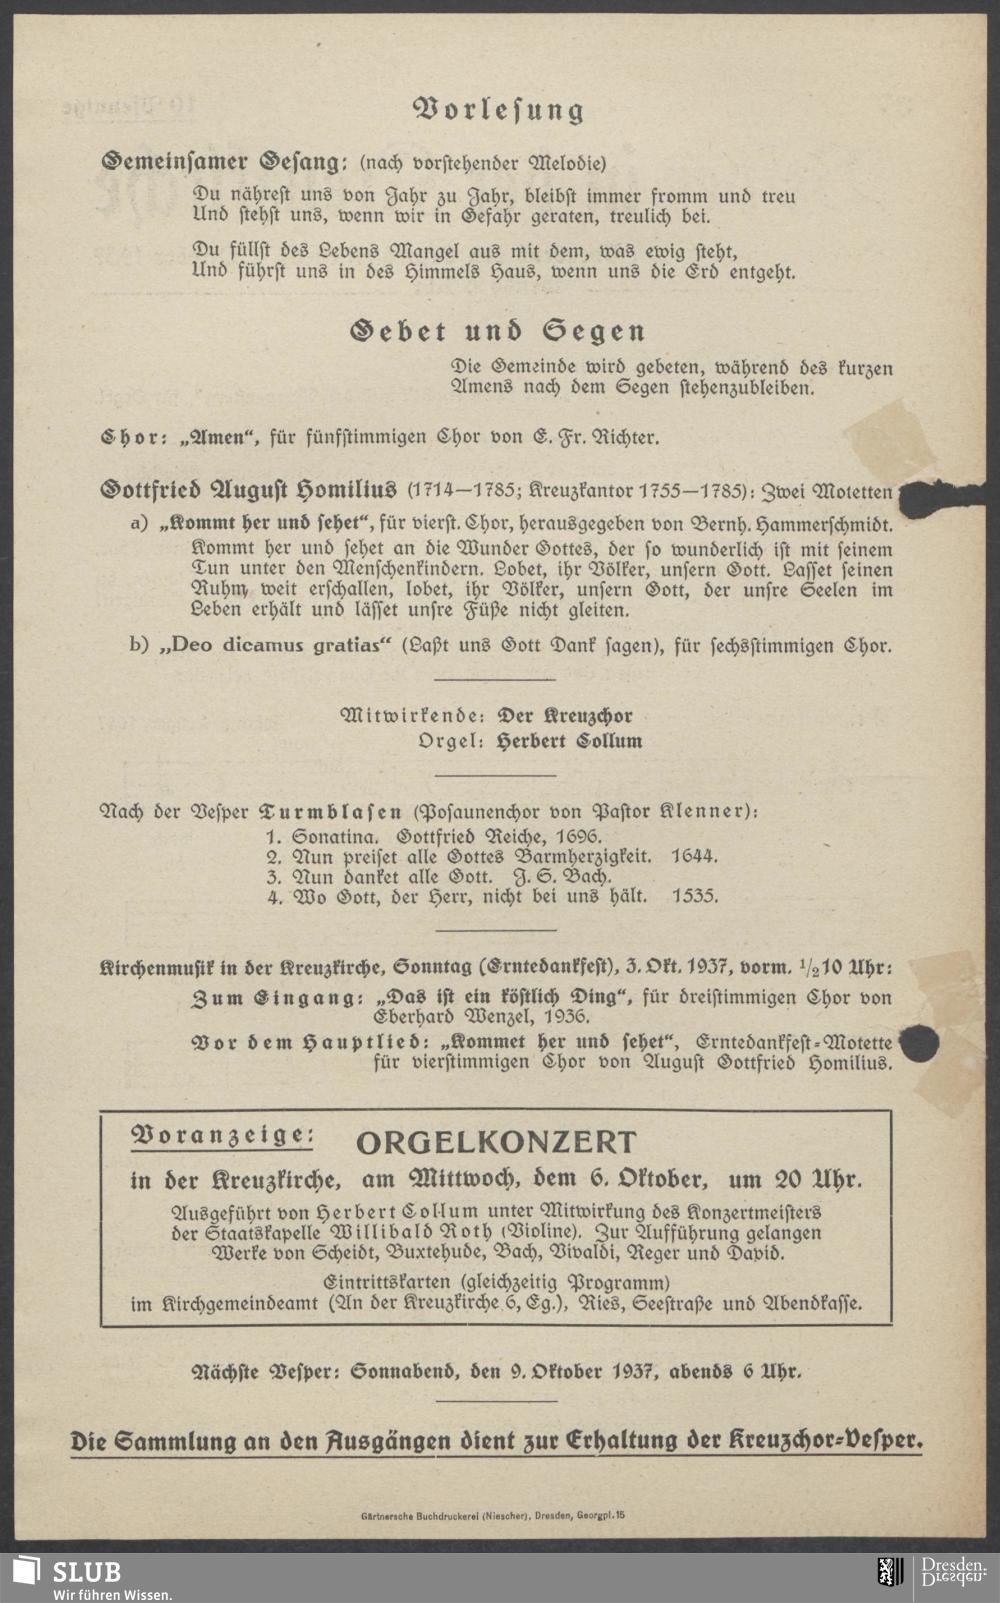 Vorlesung
Gemeinsamer Gesang: (nach vorstehender Melodie)
Du nährest uns von Jahr zu Jahr, bleibst immer fromm und treu
Und stehst uns, wenn wir in Gefahr geraten, treulich bei.
Du füllst des Lebens Mangel aus mit dem, was ewig steht,
Und führst uns in des Himmels Haus, wenn uns die Erd entgeht.
Gebet und Segen
Die Gemeinde wird gebeten, während des kurzen
Amens nach dem Segen stehenzubleiben.
Chor: „Amen“, für fünfstimmigen Chor von E. Fr. Richter.
Gottfried August Homilius (1714—1785; Kreuzkantor 1755—1785): Zwei Motetten
a) „Kommt her und sehet“, für vierst. Chor, herausgegeben von Bernh. Hammerschmidt.
Kommt her und sehet an die Wunder Gottes, der so wunderlich ist mit seinem
Tun unter den Menschenkindern. Lobet, ihr Völker, unsern Gott. Lasset seinen
Ruhm, weit erschallen, lobet, ihr Völker, unsern Gott, der unsre Seelen im
Leben erhält und lässet unsre Füße nicht gleiten.
b) „Deo dicamus gratias“ (Laßt uns Gott Dank sagen), für sechsstimmigen Chor.
Mitwirkende: Der Kreuzchor
Orgel: Herbert Collum
Nach der Vesper Turmblasen (Posaunenchor von Pastor Klenner):
1. Sonatina. Gottfried Reiche, 1696.
2. Nun preiset alle Gottes Barmherzigkeit. 1644.
3. Nun danket alle Gott. J. S. Bach.
4. Wo Gott, der Herr, nicht bei uns hält. 1535.
Kirchenmusik in der Kreuzkirche, Sonntag (Erntedankfest), 3. Okt. 1937, vorm. 1/2 10 Uhr:
Zum Eingang: „Das ist ein köstlich Ding“, für dreistimmigen Chor von
Eberhard Wenzel, 1936.
Vor dem Hauptlied: „Kommet her und sehet“, Erntedankfest-Motette
für vierstimmigen Chor von August Gottfried Homilius.
Voranzeige: ORGELKONZERT
in der Kreuzkirche, am Mittwoch, dem 6. Oktober, um 20 Uhr.
Ausgeführt von Herbert Collum unter Mitwirkung des Konzertmeisters
der Staatskapelle Willibald Roth (Violine). Zur Aufführung gelangen
Werke von Scheidt, Buxtehude, Bach, Vivaldi, Reger und David.
Eintrittskarten (gleichzeitig Programm)
im Kirchgemeindeamt (An der Kreuzkirche 6, Eg.), Ries, Seestraße und Abendkasse.
Nächste Vesper: Sonnabend, den 9. Oktober 1937, abends 6 Uhr.
Die Sammlung an den Ausgängen dient zur Erhaltung der Kreuzchor-Vesper.
Gärtnersche Buchdruckerei (Niescher), Dresden, Georgpl. 15
SLUB
Wir führen Wissen.
Dresden.
Dresden.